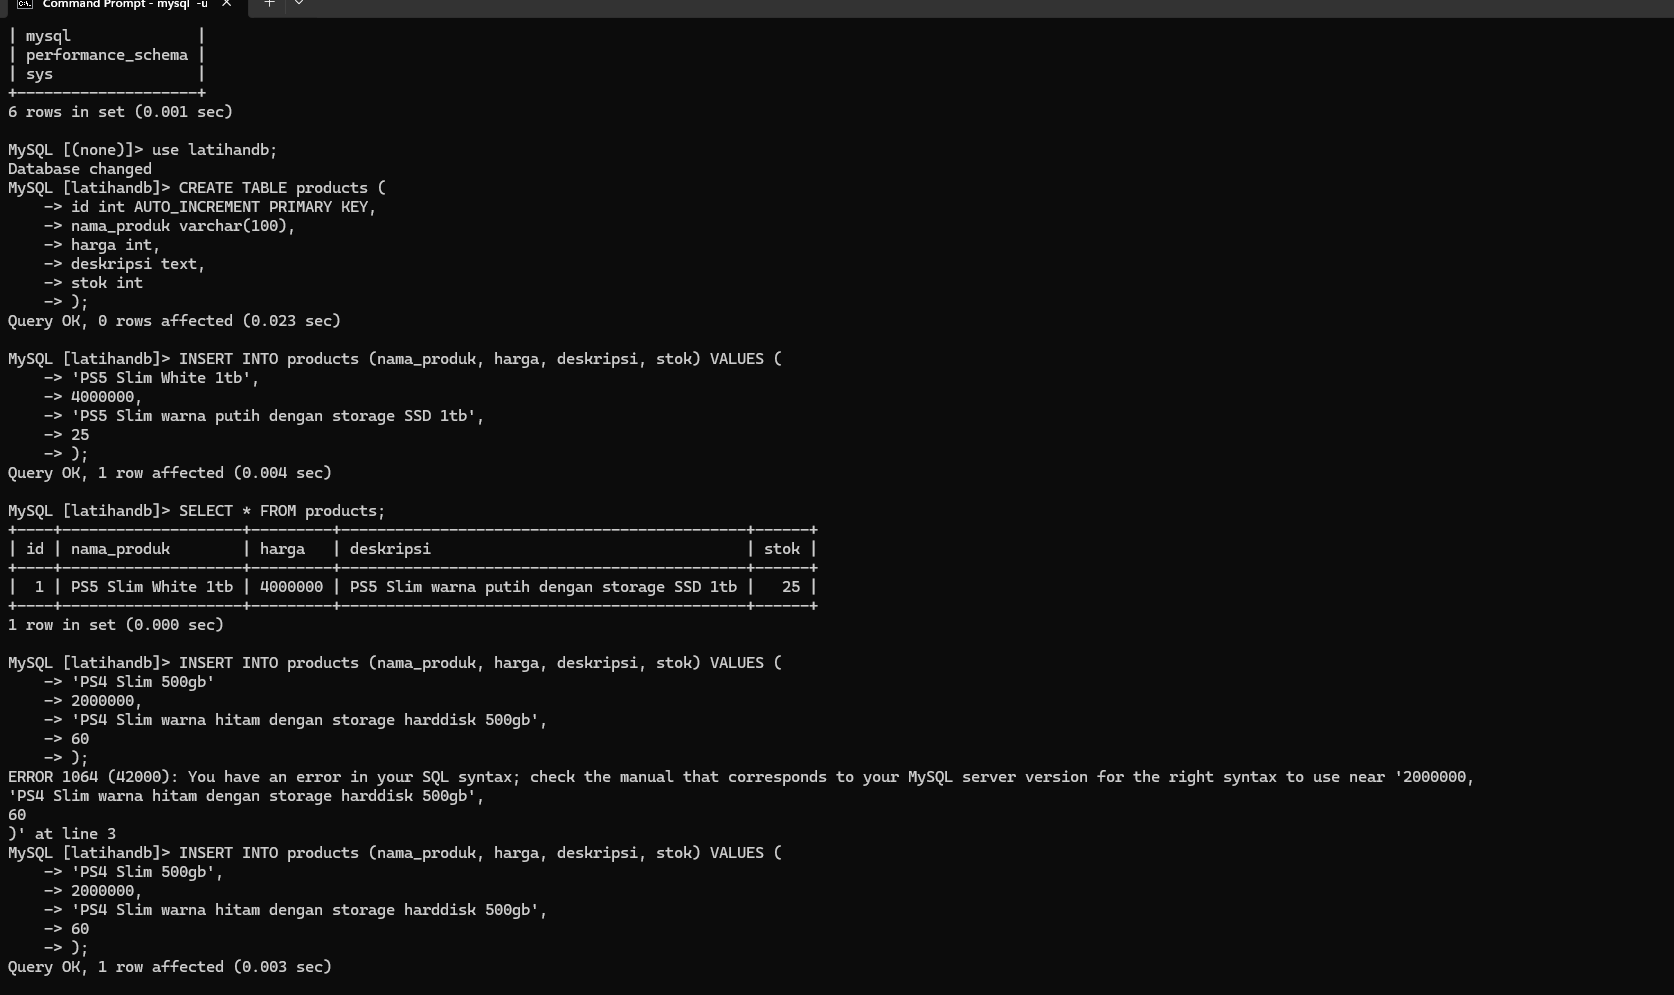 Command Prompt - mysql -u
| mysql              |
| performance_schema |
| sys                |
+--------------------+
6 rows in set (0.001 sec)
MySQL [(none)]> use latihandb;
Database changed
MySQL [latihandb]> CREATE TABLE products (
    -> id int AUTO_INCREMENT PRIMARY KEY,
    -> nama_produk varchar(100),
    -> harga int,
    -> deskripsi text,
    -> stok int
    -> );
Query OK, 0 rows affected (0.023 sec)
MySQL [latihandb]> INSERT INTO products (nama_produk, harga, deskripsi, stok) VALUES (
    -> 'PS5 Slim White 1tb',
    -> 4000000,
    -> 'PS5 Slim warna putih dengan storage SSD 1tb',
    -> 25
    -> );
Query OK, 1 row affected (0.004 sec)
MySQL [latihandb]> SELECT * FROM products;
+----+--------------------+---------+---------------------------------------------+------+
| id | nama_produk        | harga   | deskripsi                                   | stok |
+----+--------------------+---------+---------------------------------------------+------+
|  1 | PS5 Slim White 1tb | 4000000 | PS5 Slim warna putih dengan storage SSD 1tb |   25 |
+----+--------------------+---------+---------------------------------------------+------+
1 row in set (0.000 sec)
MySQL [latihandb]> INSERT INTO products (nama_produk, harga, deskripsi, stok) VALUES (
    -> 'PS4 Slim 500gb'
    -> 2000000,
    -> 'PS4 Slim warna hitam dengan storage harddisk 500gb',
    -> 60
    -> );
ERROR 1064 (42000): You have an error in your SQL syntax; check the manual that corresponds to your MySQL server version for the right syntax to use near '2000000,
'PS4 Slim warna hitam dengan storage harddisk 500gb',
60
)' at line 3
MySQL [latihandb]> INSERT INTO products (nama_produk, harga, deskripsi, stok) VALUES (
    -> 'PS4 Slim 500gb',
    -> 2000000,
    -> 'PS4 Slim warna hitam dengan storage harddisk 500gb',
    -> 60
    -> );
Query OK, 1 row affected (0.003 sec)